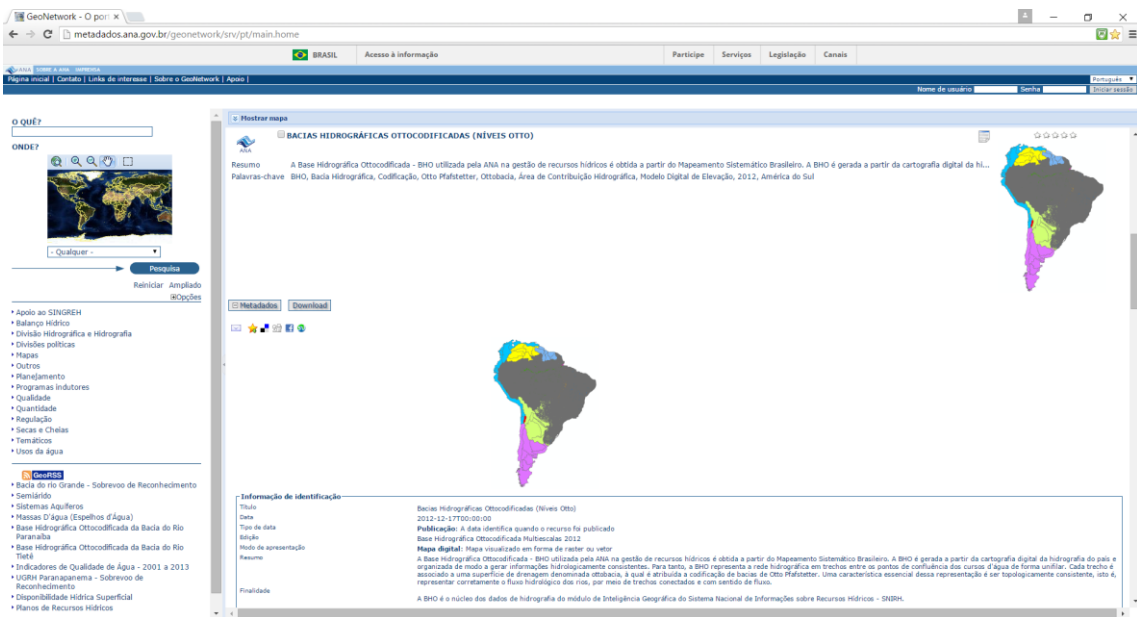 GeoNetwork - O port
metadados.ana.gov.br/geonetwork/srv/pt/main.home
BRASIL Acesso à informação Participe Serviços Legislação Canais
ANA SOBRE A ANA IMPRENSA
Página inicial | Contato | Links de interesse | Sobre o GeoNetwork | Apoio |
Português
Nome de usuário Senha Iniciar sessão
O QUÊ?
ONDE?
- Qualquer -
Pesquisa
Reiniciar Ampliado
Opções
• Apoio ao SINGREH
• Balanço Hídrico
• Divisão Hidrográfica e Hidrografia
• Divisões políticas
• Mapas
• Outros
• Planejamento
• Programas indutores
• Qualidade
• Quantidade
• Regulação
• Secas e Cheias
• Temáticos
• Usos da água
GeoRSS
• Bacia do rio Grande - Sobrevoo de Reconhecimento
• Semiárido
• Sistemas Aquíferos
• Massas D'água (Espelhos d'Água)
• Base Hidrográfica Ottocodificada da Bacia do Rio
Paranaíba
• Base Hidrográfica Ottocodificada da Bacia do Rio
Tietê
• Indicadores de Qualidade de Água - 2001 a 2013
• UGRH Paranapanema - Sobrevoo de
Reconhecimento
• Disponibilidade Hídrica Superficial
• Planos de Recursos Hídricos
Mostrar mapa
ANA
BACIAS HIDROGRÁFICAS OTTOCODIFICADAS (NÍVEIS OTTO)
Resumo A Base Hidrográfica Ottocodificada - BHO utilizada pela ANA na gestão de recursos hídricos é obtida a partir do Mapeamento Sistemático Brasileiro. A BHO é gerada a partir da cartografia digital da hi...
Palavras-chave BHO, Bacia Hidrográfica, Codificação, Otto Pfafstetter, Ottobacia, Área de Contribuição Hidrográfica, Modelo Digital de Elevação, 2012, América do Sul
Metadados Download
Informação de identificação
Título Bacias Hidrográficas Ottocodificadas (Níveis Otto)
Data 2012-12-17T00:00:00
Tipo de data Publicação: A data identifica quando o recurso foi publicado
Edição Base Hidrográfica Ottocodificada Multiescalas 2012
Modo de apresentação Mapa digital: Mapa visualizado em forma de raster ou vetor
Resumo A Base Hidrográfica Ottocodificada - BHO utilizada pela ANA na gestão de recursos hídricos é obtida a partir do Mapeamento Sistemático Brasileiro. A BHO é gerada a partir da cartografia digital da hidrografia do país e
organizada de modo a gerar informações hidrologicamente consistentes. Para tanto, a BHO representa a rede hidrográfica em trechos entre os pontos de confluência dos cursos d'água de forma unifilar. Cada trecho é
associado a uma superfície de drenagem denominada ottobacia, à qual é atribuída a codificação de bacias de Otto Pfafstetter. Uma característica essencial dessa representação é ser topologicamente consistente, isto é,
representar corretamente o fluxo hidrológico dos rios, por meio de trechos conectados e com sentido de fluxo.
Finalidade
A BHO é o núcleo dos dados de hidrografia do módulo de Inteligência Geográfica do Sistema Nacional de Informações sobre Recursos Hídricos - SNIRH.